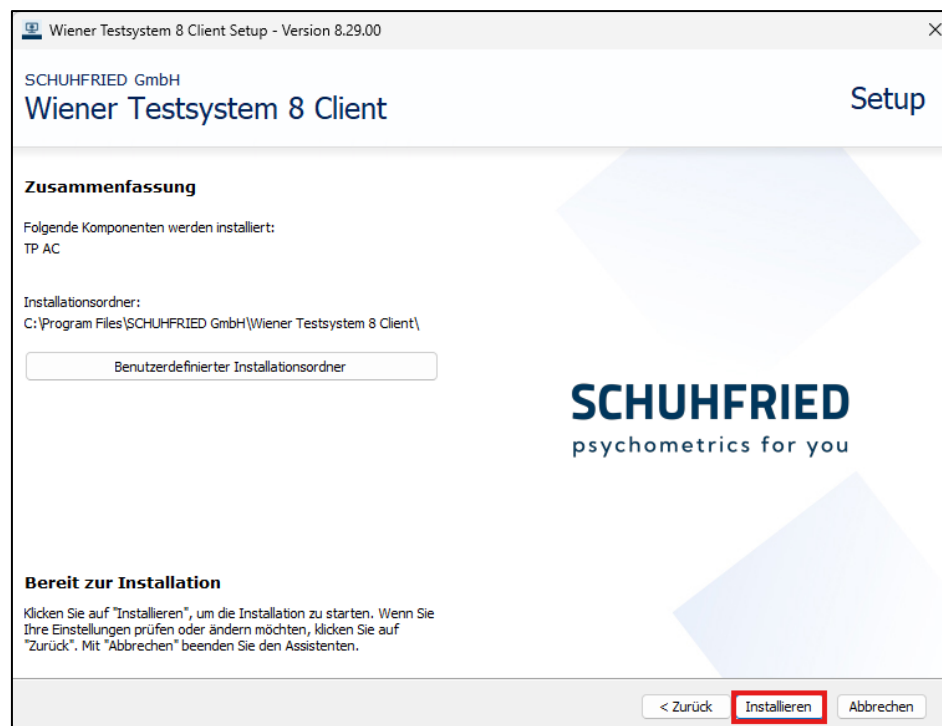 Wiener Testsystem 8 Client Setup - Version 8.29.00
SCHUHFRIED GmbH
Wiener Testsystem 8 Client
Setup
Zusammenfassung
Folgende Komponenten werden installiert:
TP AC
Installationsordner:
C:\Program Files\SCHUHFRIED GmbH\Wiener Testsystem 8 Client\
Benutzerdefinierter Installationsordner
SCHUHFRIED
psychometrics for you
Bereit zur Installation
Klicken Sie auf "Installieren", um die Installation zu starten. Wenn Sie
Ihre Einstellungen prüfen oder ändern möchten, klicken Sie auf
"Zurück". Mit "Abbrechen" beenden Sie den Assistenten.
< Zurück
Installieren
Abbrechen